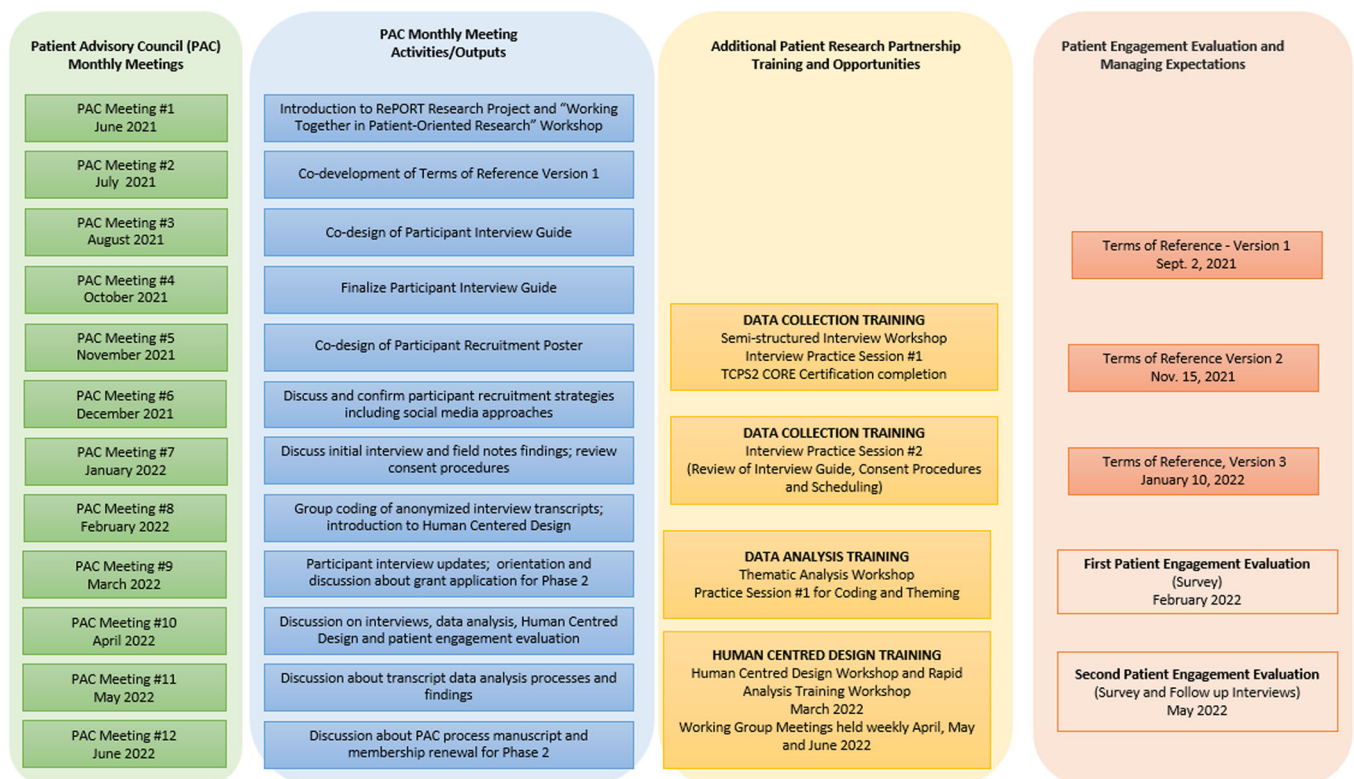 Patient Advisory Council (PAC)
Monthly Meetings
PAC Meeting #1
June 2021
PAC Meeting #2
July 2021
PAC Meeting #3
August 2021
PAC Meeting #4
October 2021
PAC Meeting #5
November 2021
PAC Meeting #6
December 2021
PAC Meeting #7
January 2022
PAC Meeting #8
February 2022
PAC Meeting #9
March 2022
PAC Meeting #10
April 2022
PAC Meeting #11
May 2022
PAC Meeting #12
June 2022
PAC Monthly Meeting
Activities/Outputs
Introduction to RePORT Research Project and “Working
Together in Patient-Oriented Research” Workshop
Co-development of Terms of Reference Version 1
Co-design of Participant Interview Guide
Finalize Participant Interview Guide
Co-design of Participant Recruitment Poster
Discuss and confirm participant recruitment strategies
including social media approaches
Discuss initial interview and field notes findings; review
consent procedures
Group coding of anonymized interview transcripts;
introduction to Human Centered Design
Participant interview updates; orientation and
discussion about grant application for Phase 2
Discussion on interviews, data analysis, Human Centred
Design and patient engagement evaluation
Discussion about transcript data analysis processes and
findings
Discussion about PAC process manuscript and
membership renewal for Phase 2
Additional Patient Research Partnership
Training and Opportunities
DATA COLLECTION TRAINING
Semi-structured Interview Workshop
Interview Practice Session #1
TCPS2 CORE Certification completion
DATA COLLECTION TRAINING
Interview Practice Session #2
(Review of Interview Guide, Consent Procedures
and Scheduling)
DATA ANALYSIS TRAINING
Thematic Analysis Workshop
Practice Session #1 for Coding and Theming
HUMAN CENTRED DESIGN TRAINING
Human Centred Design Workshop and Rapid
Analysis Training Workshop
March 2022
Working Group Meetings held weekly April, May
and June 2022
Patient Engagement Evaluation and
Managing Expectations
Terms of Reference - Version 1
Sept. 2, 2021
Terms of Reference Version 2
Nov. 15, 2021
Terms of Reference, Version 3
January 10, 2022
First Patient Engagement Evaluation
(Survey)
February 2022
Second Patient Engagement Evaluation
(Survey and Follow up Interviews)
May 2022